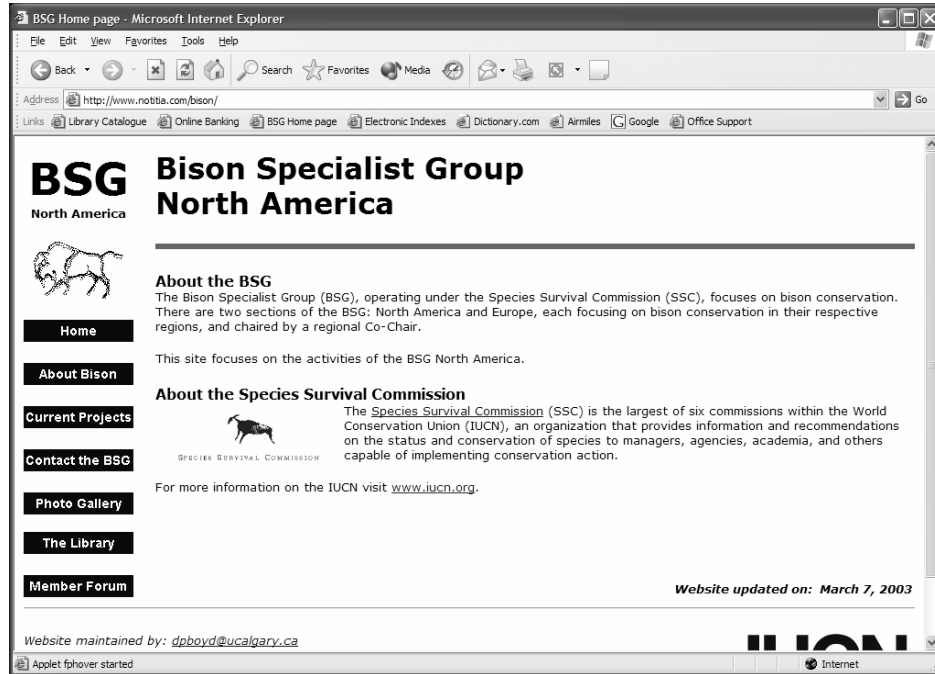 BSG Home page - Microsoft Internet Explorer
File Edit View Favorites Tools Help
Back Search Favorites Media
Address http://www.notitia.com/bison/ Go
Links Library Catalogue Online Banking BSG Home page Electronic Indexes Dictionary.com Airmiles G Google Office Support
BSG
North America
Home
About Bison
Current Projects
Contact the BSG
Photo Gallery
The Library
Member Forum
Bison Specialist Group
North America
About the BSG
The Bison Specialist Group (BSG), operating under the Species Survival Commission (SSC), focuses on bison conservation.
There are two sections of the BSG: North America and Europe, each focusing on bison conservation in their respective
regions, and chaired by a regional Co-Chair.
This site focuses on the activities of the BSG North America.
About the Species Survival Commission
SPECIES SURVIVAL COMMISSION
The Species Survival Commission (SSC) is the largest of six commissions within the World
Conservation Union (IUCN), an organization that provides information and recommendations
on the status and conservation of species to managers, agencies, academia, and others
capable of implementing conservation action.
For more information on the IUCN visit www.iucn.org.
Website updated on: March 7, 2003
Website maintained by: dpboyd@ucalgary.ca
IUCN
Applet fphover started
Internet